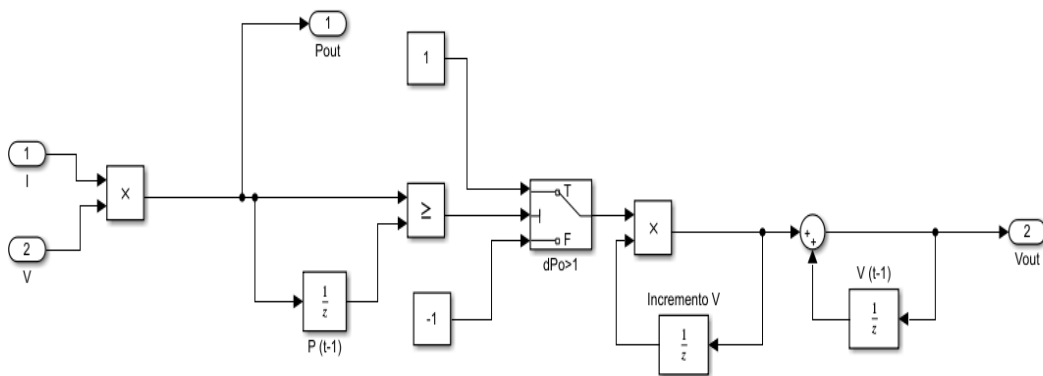 1
Pout
1
1
I
X
2
V
≥
1/z
P (t-1)
T
F
dPo>1
-1
X
Incremento V
1/z
+
+
V (t-1)
1/z
2
Vout